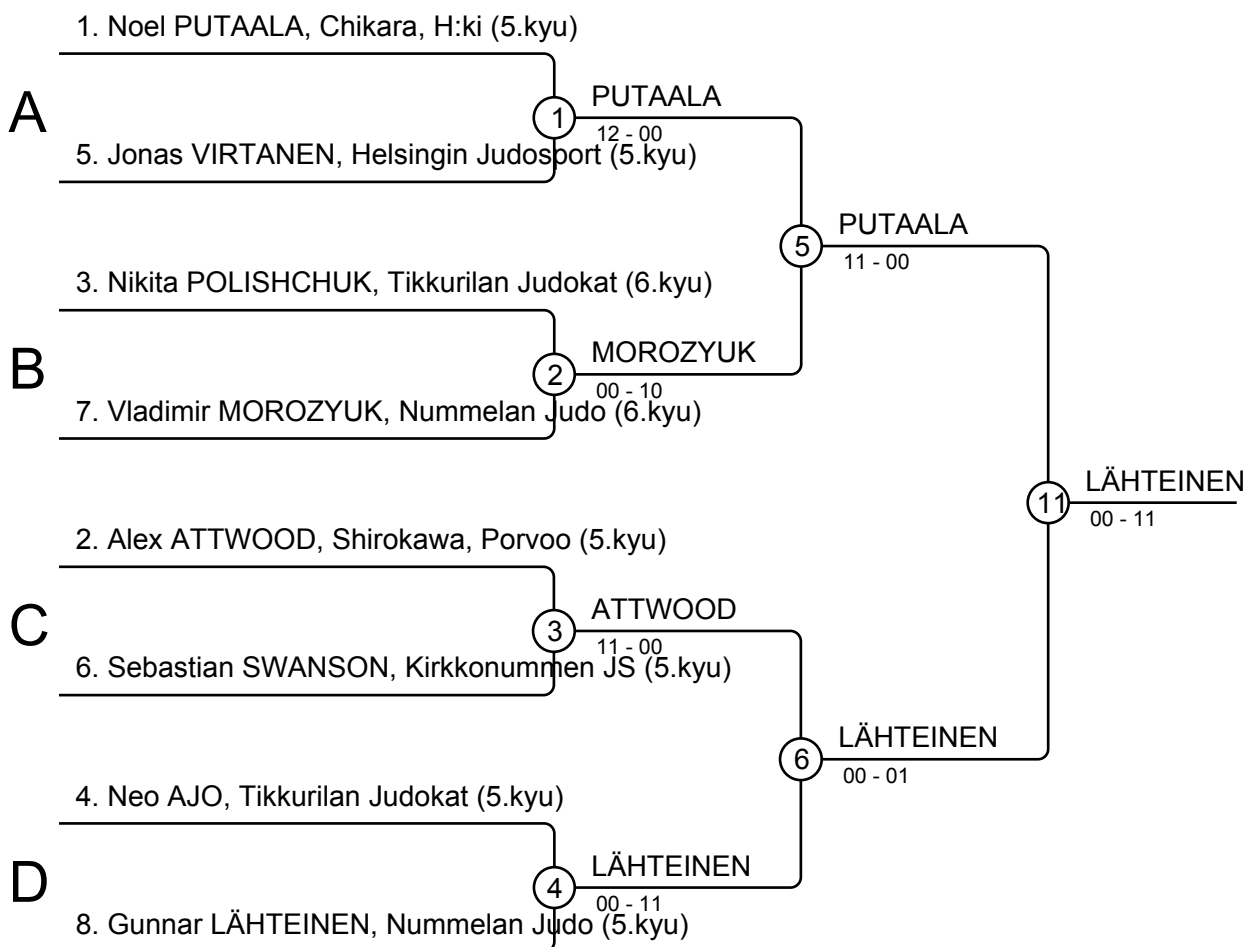 1. Noel PUTAALA, Chikara, H:ki (5.kyu)
A
1
PUTAALA
12 - 00
5. Jonas VIRTANEN, Helsingin Judosport (5.kyu)
5
PUTAALA
11 - 00
3. Nikita POLISHCHUK, Tikkurilan Judokat (6.kyu)
B
2
MOROZYUK
00 - 10
7. Vladimir MOROZYUK, Nummelan Judo (6.kyu)
11
LÄHTEINEN
00 - 11
2. Alex ATTWOOD, Shirokawa, Porvoo (5.kyu)
C
3
ATTWOOD
11 - 00
6. Sebastian SWANSON, Kirkkonummen JS (5.kyu)
6
LÄHTEINEN
00 - 01
4. Neo AJO, Tikkurilan Judokat (5.kyu)
D
4
LÄHTEINEN
00 - 11
8. Gunnar LÄHTEINEN, Nummelan Judo (5.kyu)